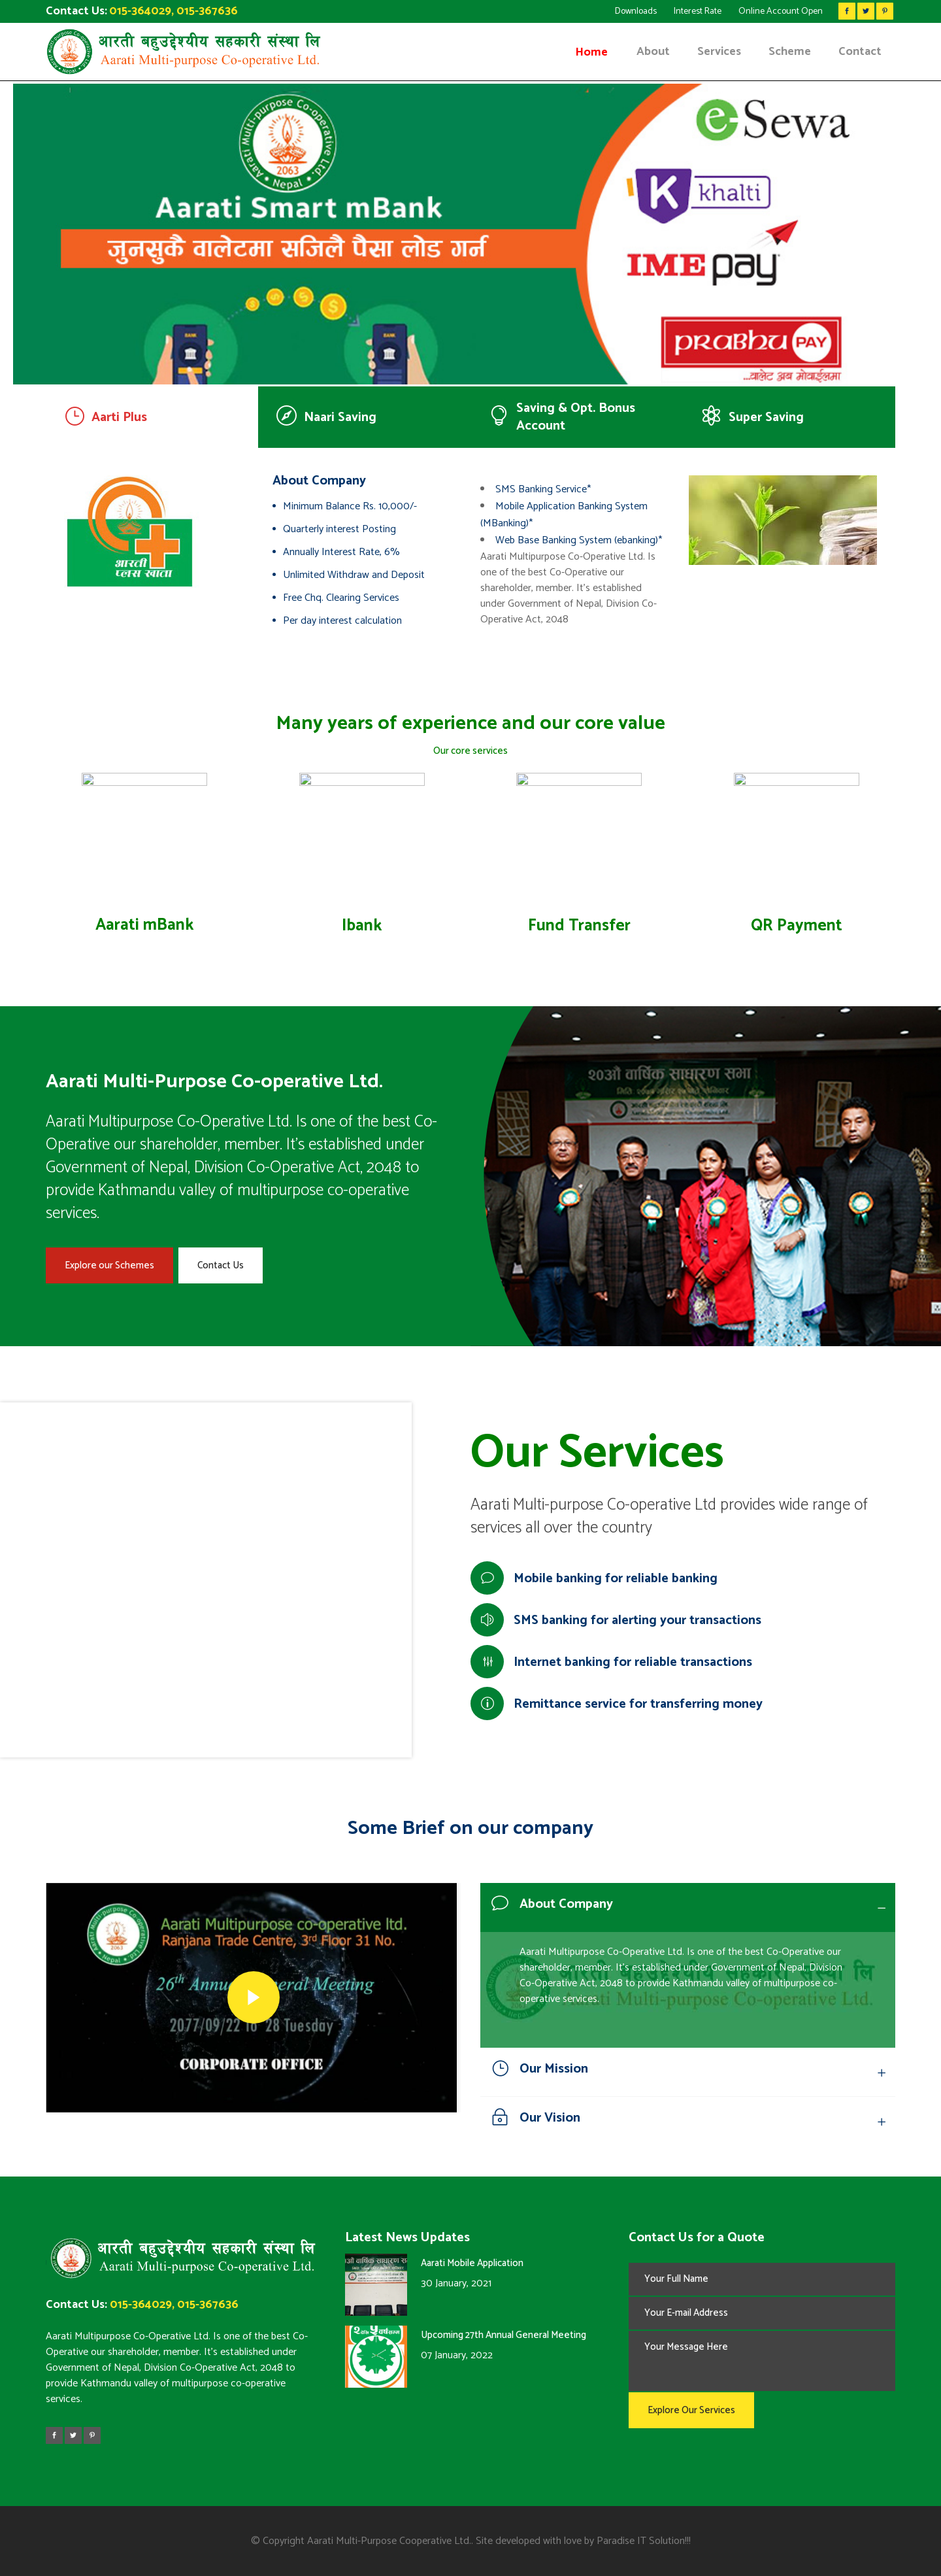 Contact Us: 015-564029, 015-367636
Downloads Interest Rate Online Account Open
आरती बहुउद्देश्यीय सहकारी संस्था लि
Aarati Multi-purpose Co-operative Ltd.
Home About Services Scheme Contact
Aarati Multi-purpose Co-operative Ltd
Nepal
2063
Aarati Smart mBank
जुनसुकै वालेटमा सजिलै पैसा लोड गर्न
eSewa
khalti
IME pay
PRABHU PAY
...वालेट अब मोवाईलमा
Aarti Plus
Naari Saving
Saving & Opt. Bonus
Account
Super Saving
आरती
प्लस खाता
About Company
Minimum Balance Rs. 10,000/-
Quarterly interest Posting
Annually Interest Rate, 6%
Unlimited Withdraw and Deposit
Free Chq. Clearing Services
Per day interest calculation
SMS Banking Service*
Mobile Application Banking System
(MBanking)*
Web Base Banking System (ebanking)*
Aarati Multipurpose Co-Operative Ltd. Is
one of the best Co-Operative our
shareholder, member. It's established
under Government of Nepal, Division Co-
Operative Act, 2048
Many years of experience and our core value
Our core services
Aarati mBank
Ibank
Fund Transfer
QR Payment
Aarati Multi-Purpose Co-operative Ltd.
Aarati Multipurpose Co-Operative Ltd. Is one of the best Co-
Operative our shareholder, member. It's established under
Government of Nepal, Division Co-Operative Act, 2048 to
provide Kathmandu valley of multipurpose co-operative
services.
Explore our Schemes
Contact Us
२३औं वार्षिक साधारण सभा
Our Services
Aarati Multi-purpose Co-operative Ltd provides wide range of
services all over the country
Mobile banking for reliable banking
SMS banking for alerting your transactions
Internet banking for reliable transactions
Remittance service for transferring money
Some Brief on our company
Aarati Multipurpose co-operative ltd.
Ranjana Trade Centre, 3rd Floor 31 No.
26th Annual General Meeting
2077/09/22 to 28 Tuesday
CORPORATE OFFICE
About Company
Aarati Multipurpose Co-Operative Ltd. Is one of the best Co-Operative our
shareholder, member. It's established under Government of Nepal, Division
Co-Operative Act, 2048 to provide Kathmandu valley of multipurpose co-
operative services.
आरती बहुउद्देश्यीय सहकारी संस्था लि
Aarati Multi-purpose Co-operative Ltd.
Our Mission
Our Vision
आरती बहुउद्देश्यीय सहकारी संस्था लि
Aarati Multi-purpose Co-operative Ltd.
Contact Us: 015-364029, 015-367636
Aarati Multipurpose Co-Operative Ltd. Is one of the best Co-
Operative our shareholder, member. It's established under
Government of Nepal, Division Co-Operative Act, 2048 to
provide Kathmandu valley of multipurpose co-operative
services.
Latest News Updates
Aarati Mobile Application
30 January, 2021
Upcoming 27th Annual General Meeting
07 January, 2022
Contact Us for a Quote
Your Full Name
Your E-mail Address
Your Message Here
Explore Our Services
© Copyright Aarati Multi-Purpose Cooperative Ltd.. Site developed with love by Paradise IT Solution!!!